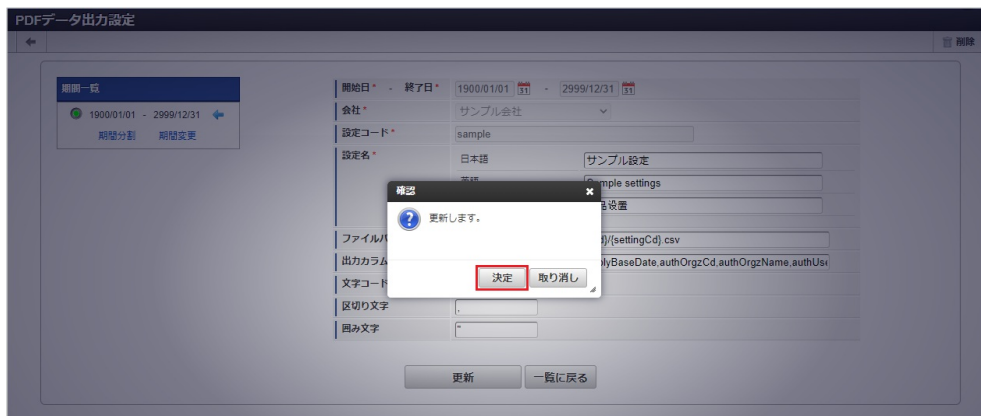 PDFデータ出力設定
削除
期間一覧
1900/01/01 - 2999/12/31
期間分割 期間変更
開始日* - 終了日* 1900/01/01 31 - 2999/12/31 31
会社* サンプル会社
設定コード* sample
設定名* 日本語 サンプル設定
mple settings
品设置
確認
更新します。
決定 取り消し
ファイル
}/{settingCd}.csv
出力カラム
lyBaseDate,authOrgzCd,authOrgzName,authUse
文字コード
区切り文字 ,
囲み文字 "
更新 一覧に戻る